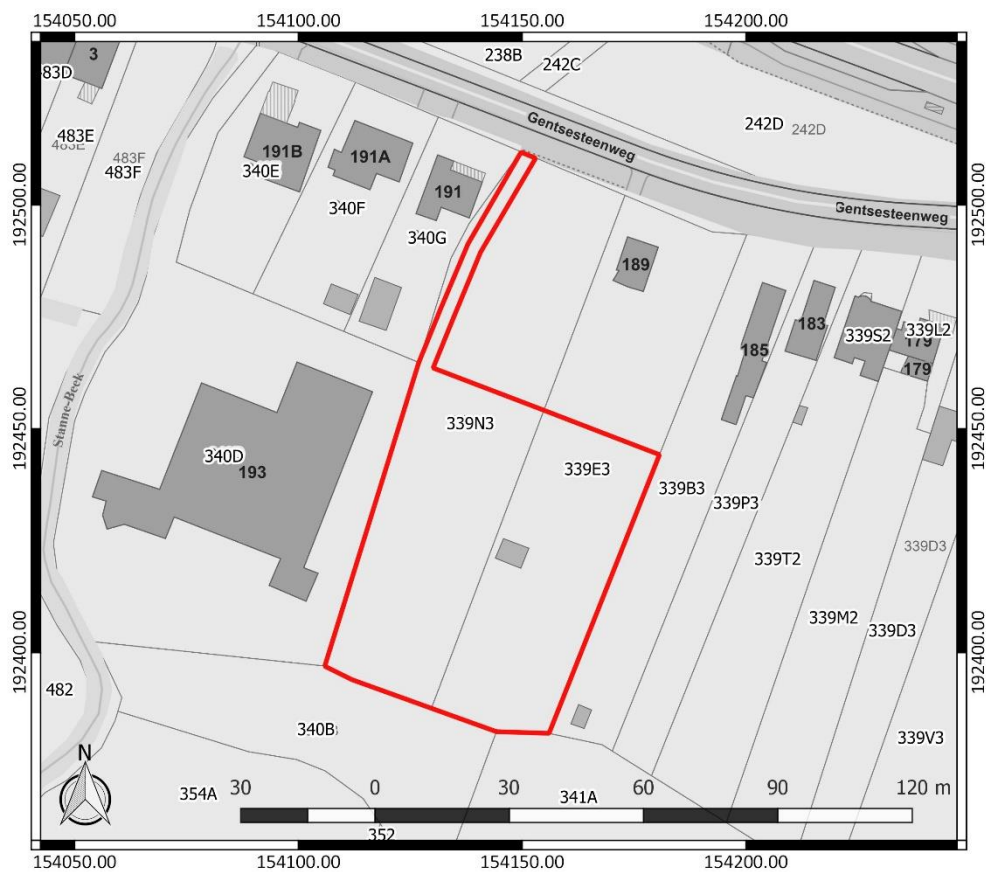 154050.00 154100.00 154150.00 154200.00
3
238B
242C
83D
483E
483E
483F
483F
191B
340E
191A
340F
191
340G
Gentsesteenweg
242D 242D
Gentsesteenweg
192500.00
192500.00
189
185
183
339S2
339L2
179
179
Stanne-Beek
192450.00
192450.00
340D
193
339N3
339E3
339B3
339P3
339T2
339D3
339M2
339D3
192400.00
192400.00
482
340B
339V3
N
354A
341A
352
30 0 30 60 90 120 m
154050.00 154100.00 154150.00 154200.00